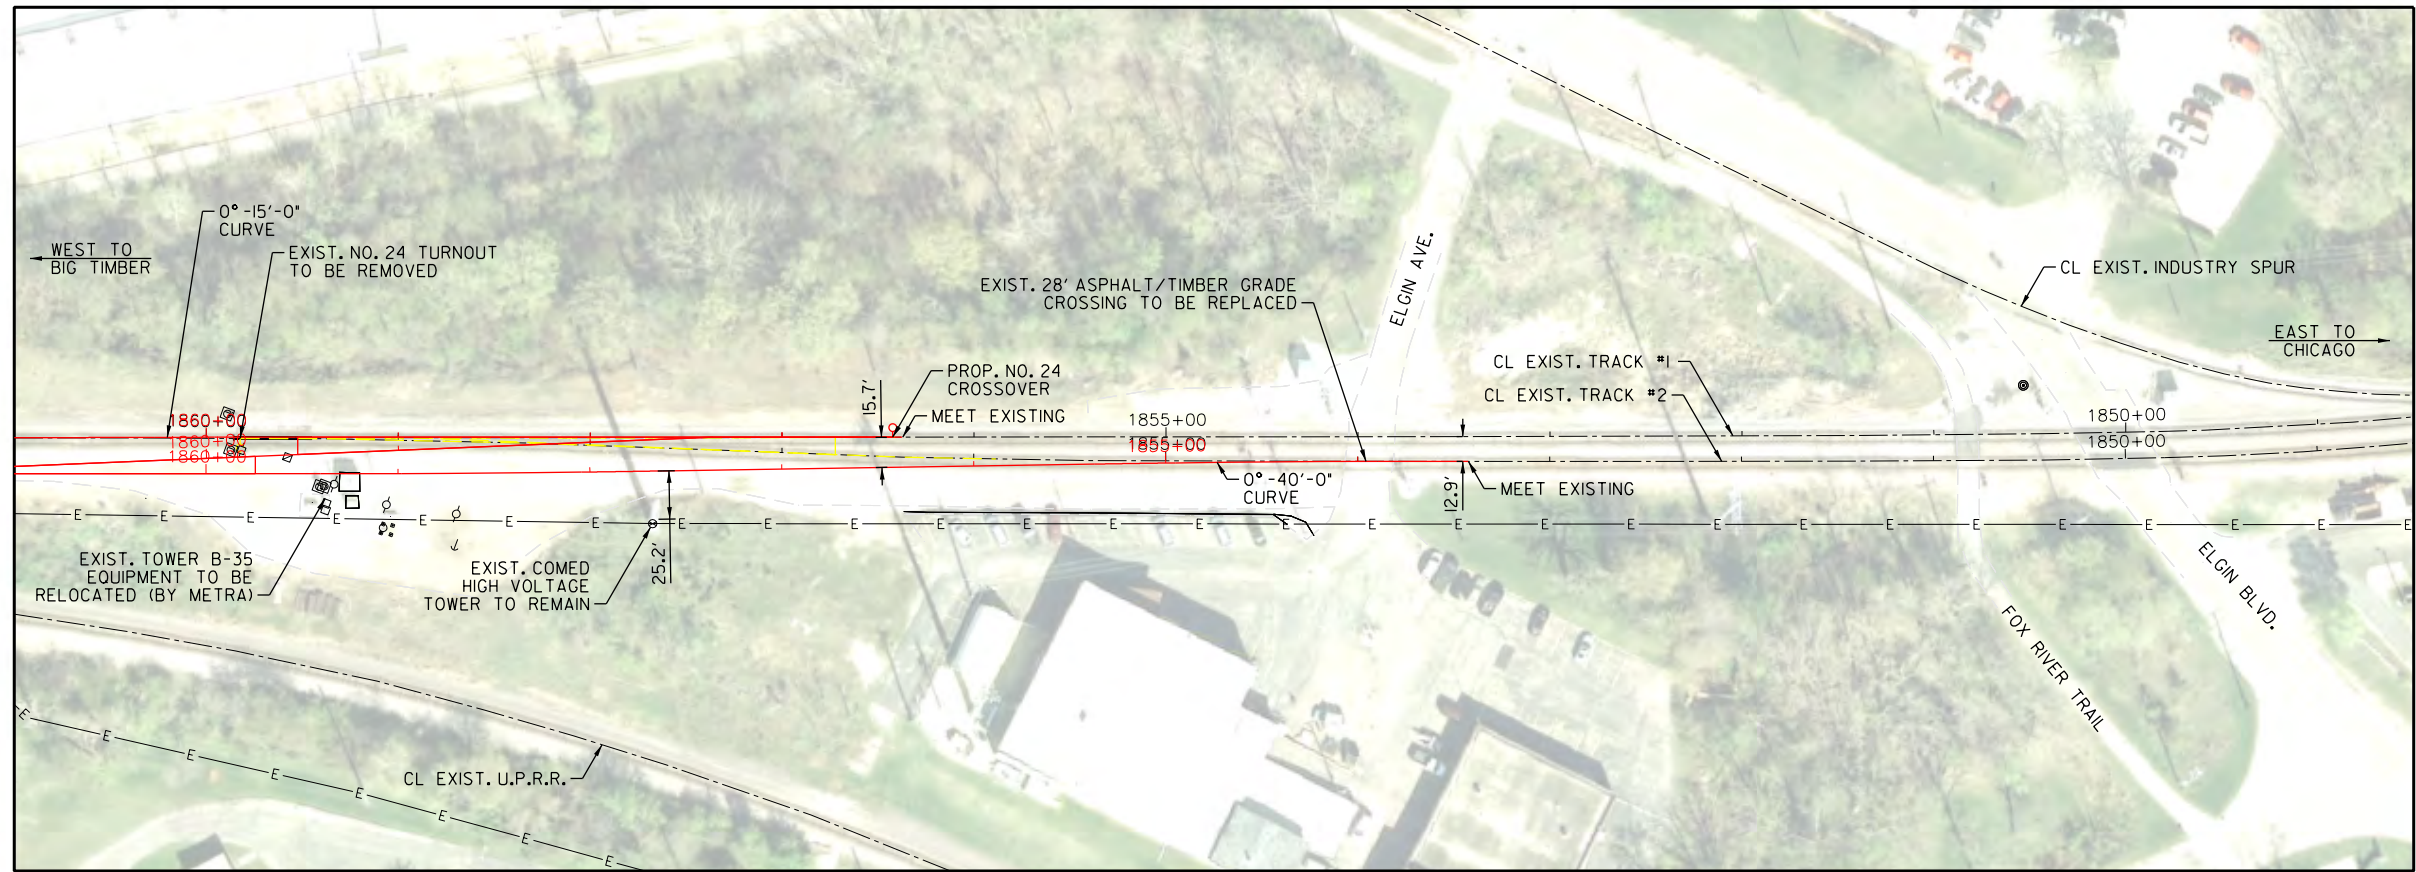 0°-15'-0"
CURVE
WEST TO
BIG TIMBER
EXIST. NO. 24 TURNOUT
TO BE REMOVED
ELGIN AVE.
EXIST. 28' ASPHALT/TIMBER GRADE
CROSSING TO BE REPLACED
CL EXIST. INDUSTRY SPUR
EAST TO
CHICAGO
PROP. NO. 24
CROSSOVER
CL EXIST. TRACK #1
CL EXIST. TRACK #2
15.7'
MEET EXISTING
1860+00
1860+00
1860+00
1855+00
1855+00
1850+00
1850+00
0°-40'-0"
CURVE
12.9'
MEET EXISTING
E E E E E E E E E E E E E E E E E E E E E E E E E E E E
EXIST. TOWER B-35
EQUIPMENT TO BE
RELOCATED (BY METRA)
EXIST. COMED
HIGH VOLTAGE
TOWER TO REMAIN
25.2'
ELGIN BLVD.
FOX RIVER TRAIL
CL EXIST. U.P.R.R.
E E E E E E E E